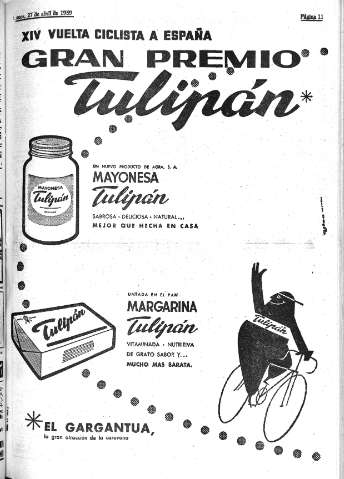 27 de abril de 1959
Página 11
XIV VUELTA CICLISTA A ESPAÑA
GRAN PREMIO
Tulipán*
MAYONESA
Tulipán
UN NUEVO PRODUCTO DE AGRA, S. A.
MAYONESA
Tulipán
SABROSA - DELICIOSA - NATURAL...
MEJOR QUE HECHA EN CASA
Tulipán
UNTADA EN EL PAN
MARGARINA
Tulipán
VITAMINADA - NUTRITIVA
DE GRATO SABOR Y...
MUCHO MAS BARATA.
Tulipán
*EL GARGANTUA,
la gran atracción de la caravana